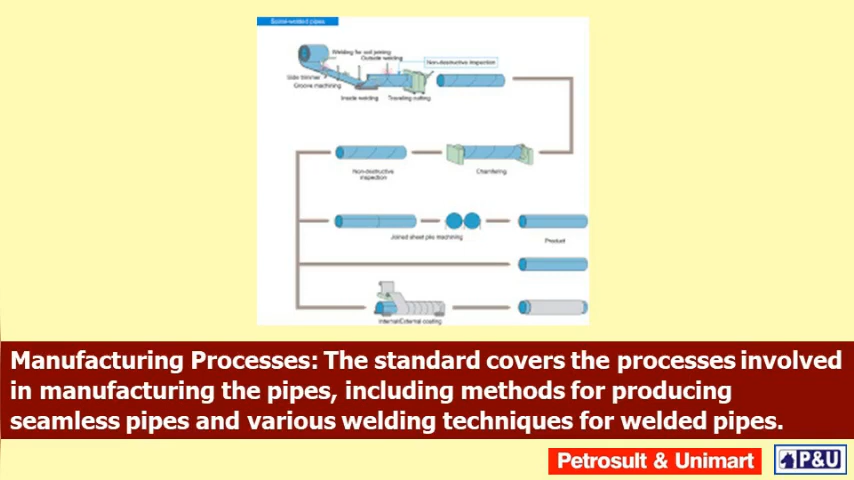 Spiral-welded pipes
Welding for coil joining
Outside welding
Non-destructive inspection
Side trimmer
Groove machining
Inside welding
Traveling cutting
Non-destructive
inspection
Chamfering
Joined sheet pile machining
Product
Internal/External coating
Manufacturing Processes: The standard covers the processes involved
in manufacturing the pipes, including methods for producing
seamless pipes and various welding techniques for welded pipes.
Petrosult & Unimart
P&U